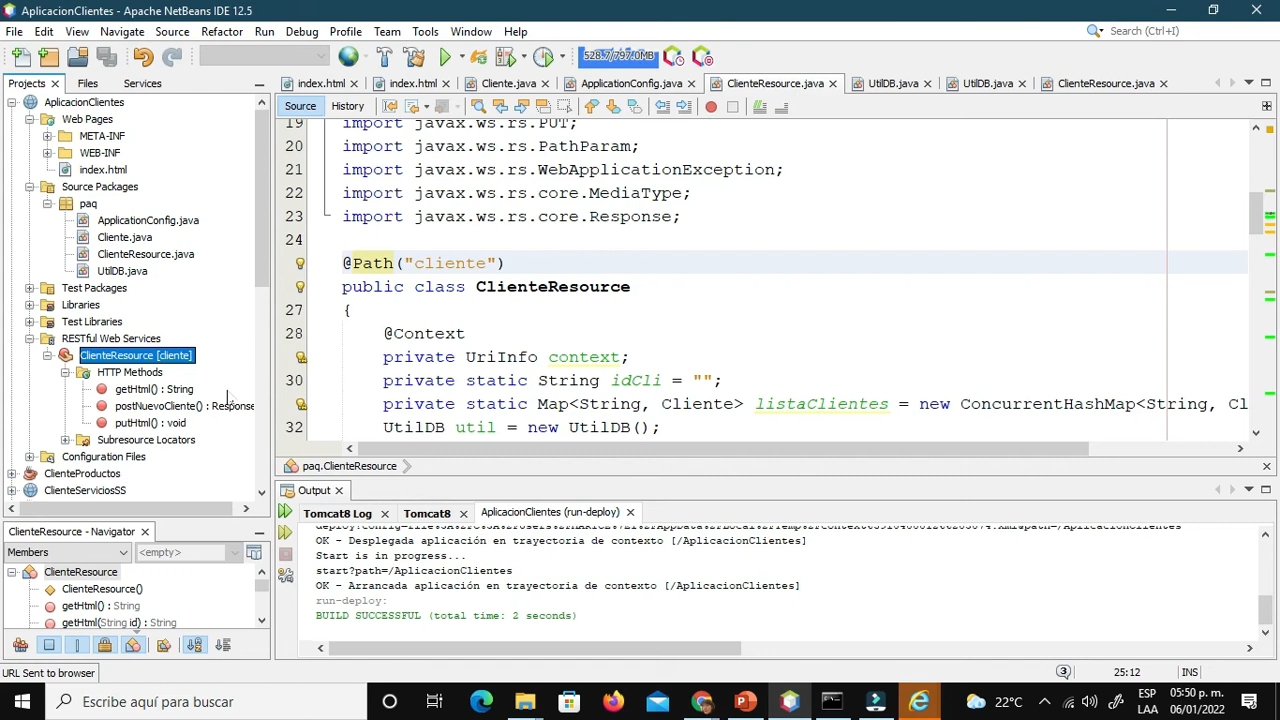 AplicacionClientes - Apache NetBeans IDE 12.5
File Edit View Navigate Source Refactor Run Debug Profile Team Tools Window Help
Search (Ctrl+I)
528.7/797.0MB
Projects Files Services
index.html index.html Cliente.java ApplicationConfig.java ClienteResource.java UtilDB.java UtilDB.java ClienteResource.java
Source History
AplicacionClientes
Web Pages
META-INF
WEB-INF
index.html
Source Packages
paq
ApplicationConfig.java
Cliente.java
ClienteResource.java
UtilDB.java
Test Packages
Libraries
Test Libraries
RESTful Web Services
ClienteResource [cliente]
HTTP Methods
getHtml() : String
postNuevoCliente() : Response
putHtml() : void
Subresource Locators
Configuration Files
ClienteProductos
ClienteServiciosSS
19 import javax.ws.rs.PUT;
20 import javax.ws.rs.PathParam;
21 import javax.ws.rs.WebApplicationException;
22 import javax.ws.rs.core.MediaType;
23 import javax.ws.rs.core.Response;
24
@Path("cliente")
public class ClienteResource
27 {
28 @Context
private UriInfo context;
30 private static String idCli = "";
private static Map<String, Cliente> listaClientes = new ConcurrentHashMap<String, Cl
32 UtilDB util = new UtilDB();
paq.ClienteResource
ClienteResource - Navigator
Members <empty>
ClienteResource
ClienteResource()
getHtml() : String
getHtml(String id) : String
Output
Tomcat8 Log Tomcat8 AplicacionClientes (run-deploy)
OK - Desplegada aplicación en trayectoria de contexto [/AplicacionClientes]
Start is in progress...
start?path=/AplicacionClientes
OK - Arrancada aplicación en trayectoria de contexto [/AplicacionClientes]
run-deploy:
BUILD SUCCESSFUL (total time: 2 seconds)
URL Sent to browser
3 25:12 INS
Escribe aquí para buscar
22°C
ESP
LAA
05:50 p. m.
06/01/2022